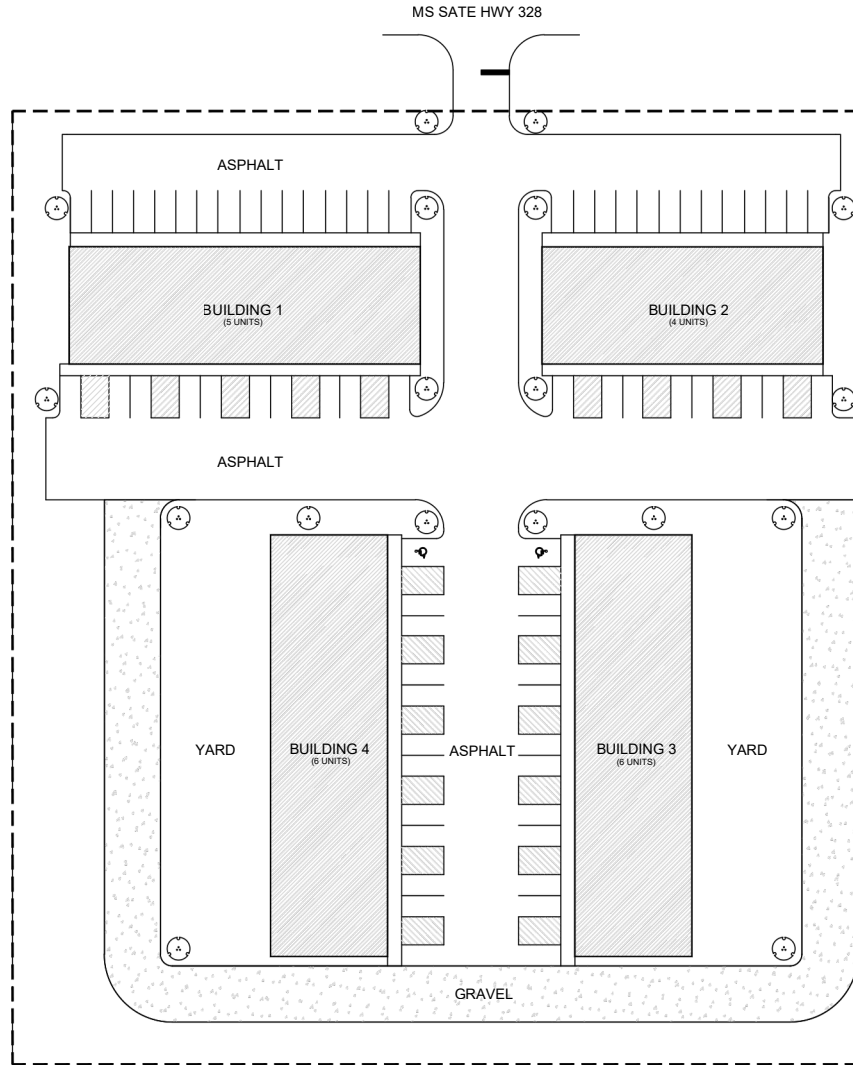 MS SATE HWY 328
ASPHALT
BUILDING 1
(5 UNITS)
BUILDING 2
(4 UNITS)
ASPHALT
YARD
BUILDING 4
(6 UNITS)
ASPHALT
BUILDING 3
(6 UNITS)
YARD
GRAVEL